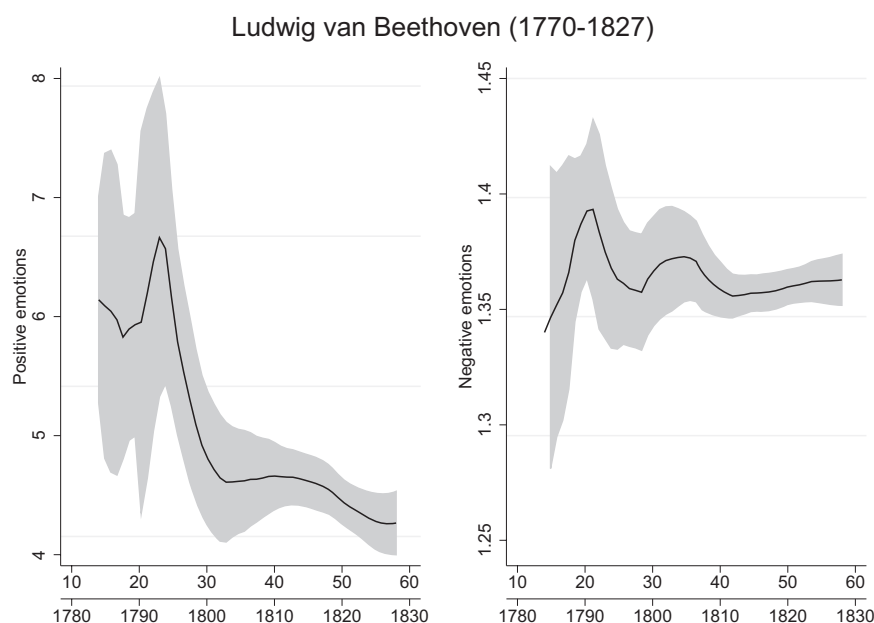 Ludwig van Beethoven (1770-1827)
Positive emotions
8
7
6
5
4
10 20 30 40 50 60
1780 1790 1800 1810 1820 1830
Negative emotions
1.45
1.4
1.35
1.3
1.25
10 20 30 40 50 60
1780 1790 1800 1810 1820 1830